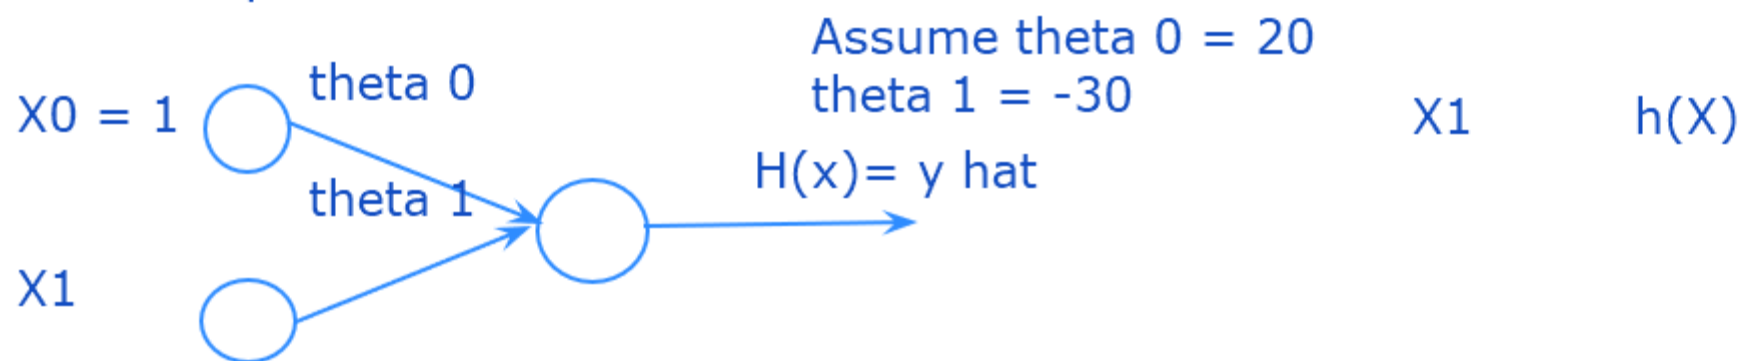 Assume theta 0 = 20
theta 0
theta 1 = -30
X0 = 1
X1 h(X)
H(x)= y hat
theta 1
X1